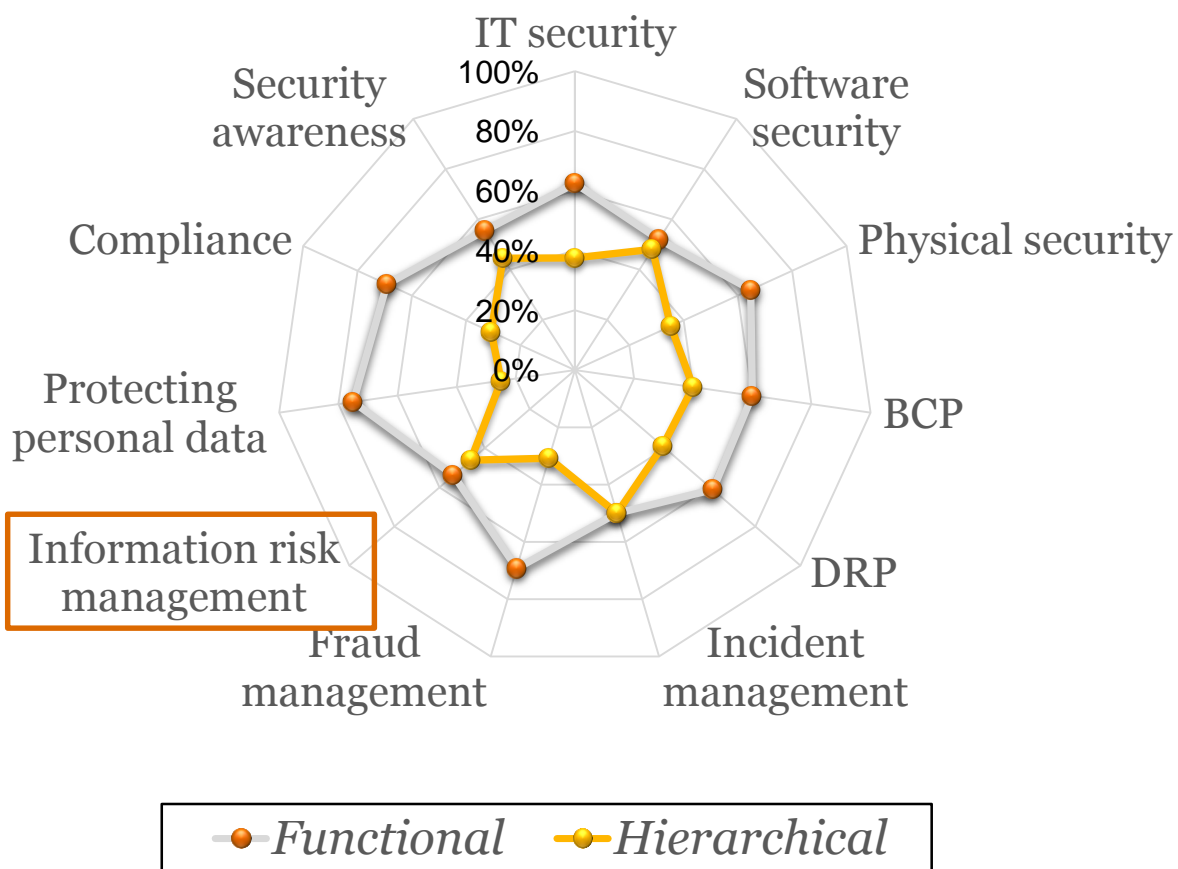 IT security
100%
Security
awareness
Software
security
80%
60%
Compliance
40%
Physical security
20%
Protecting
personal data
0%
BCP
Information risk
management
DRP
Fraud
management
Incident
management
Functional
Hierarchical